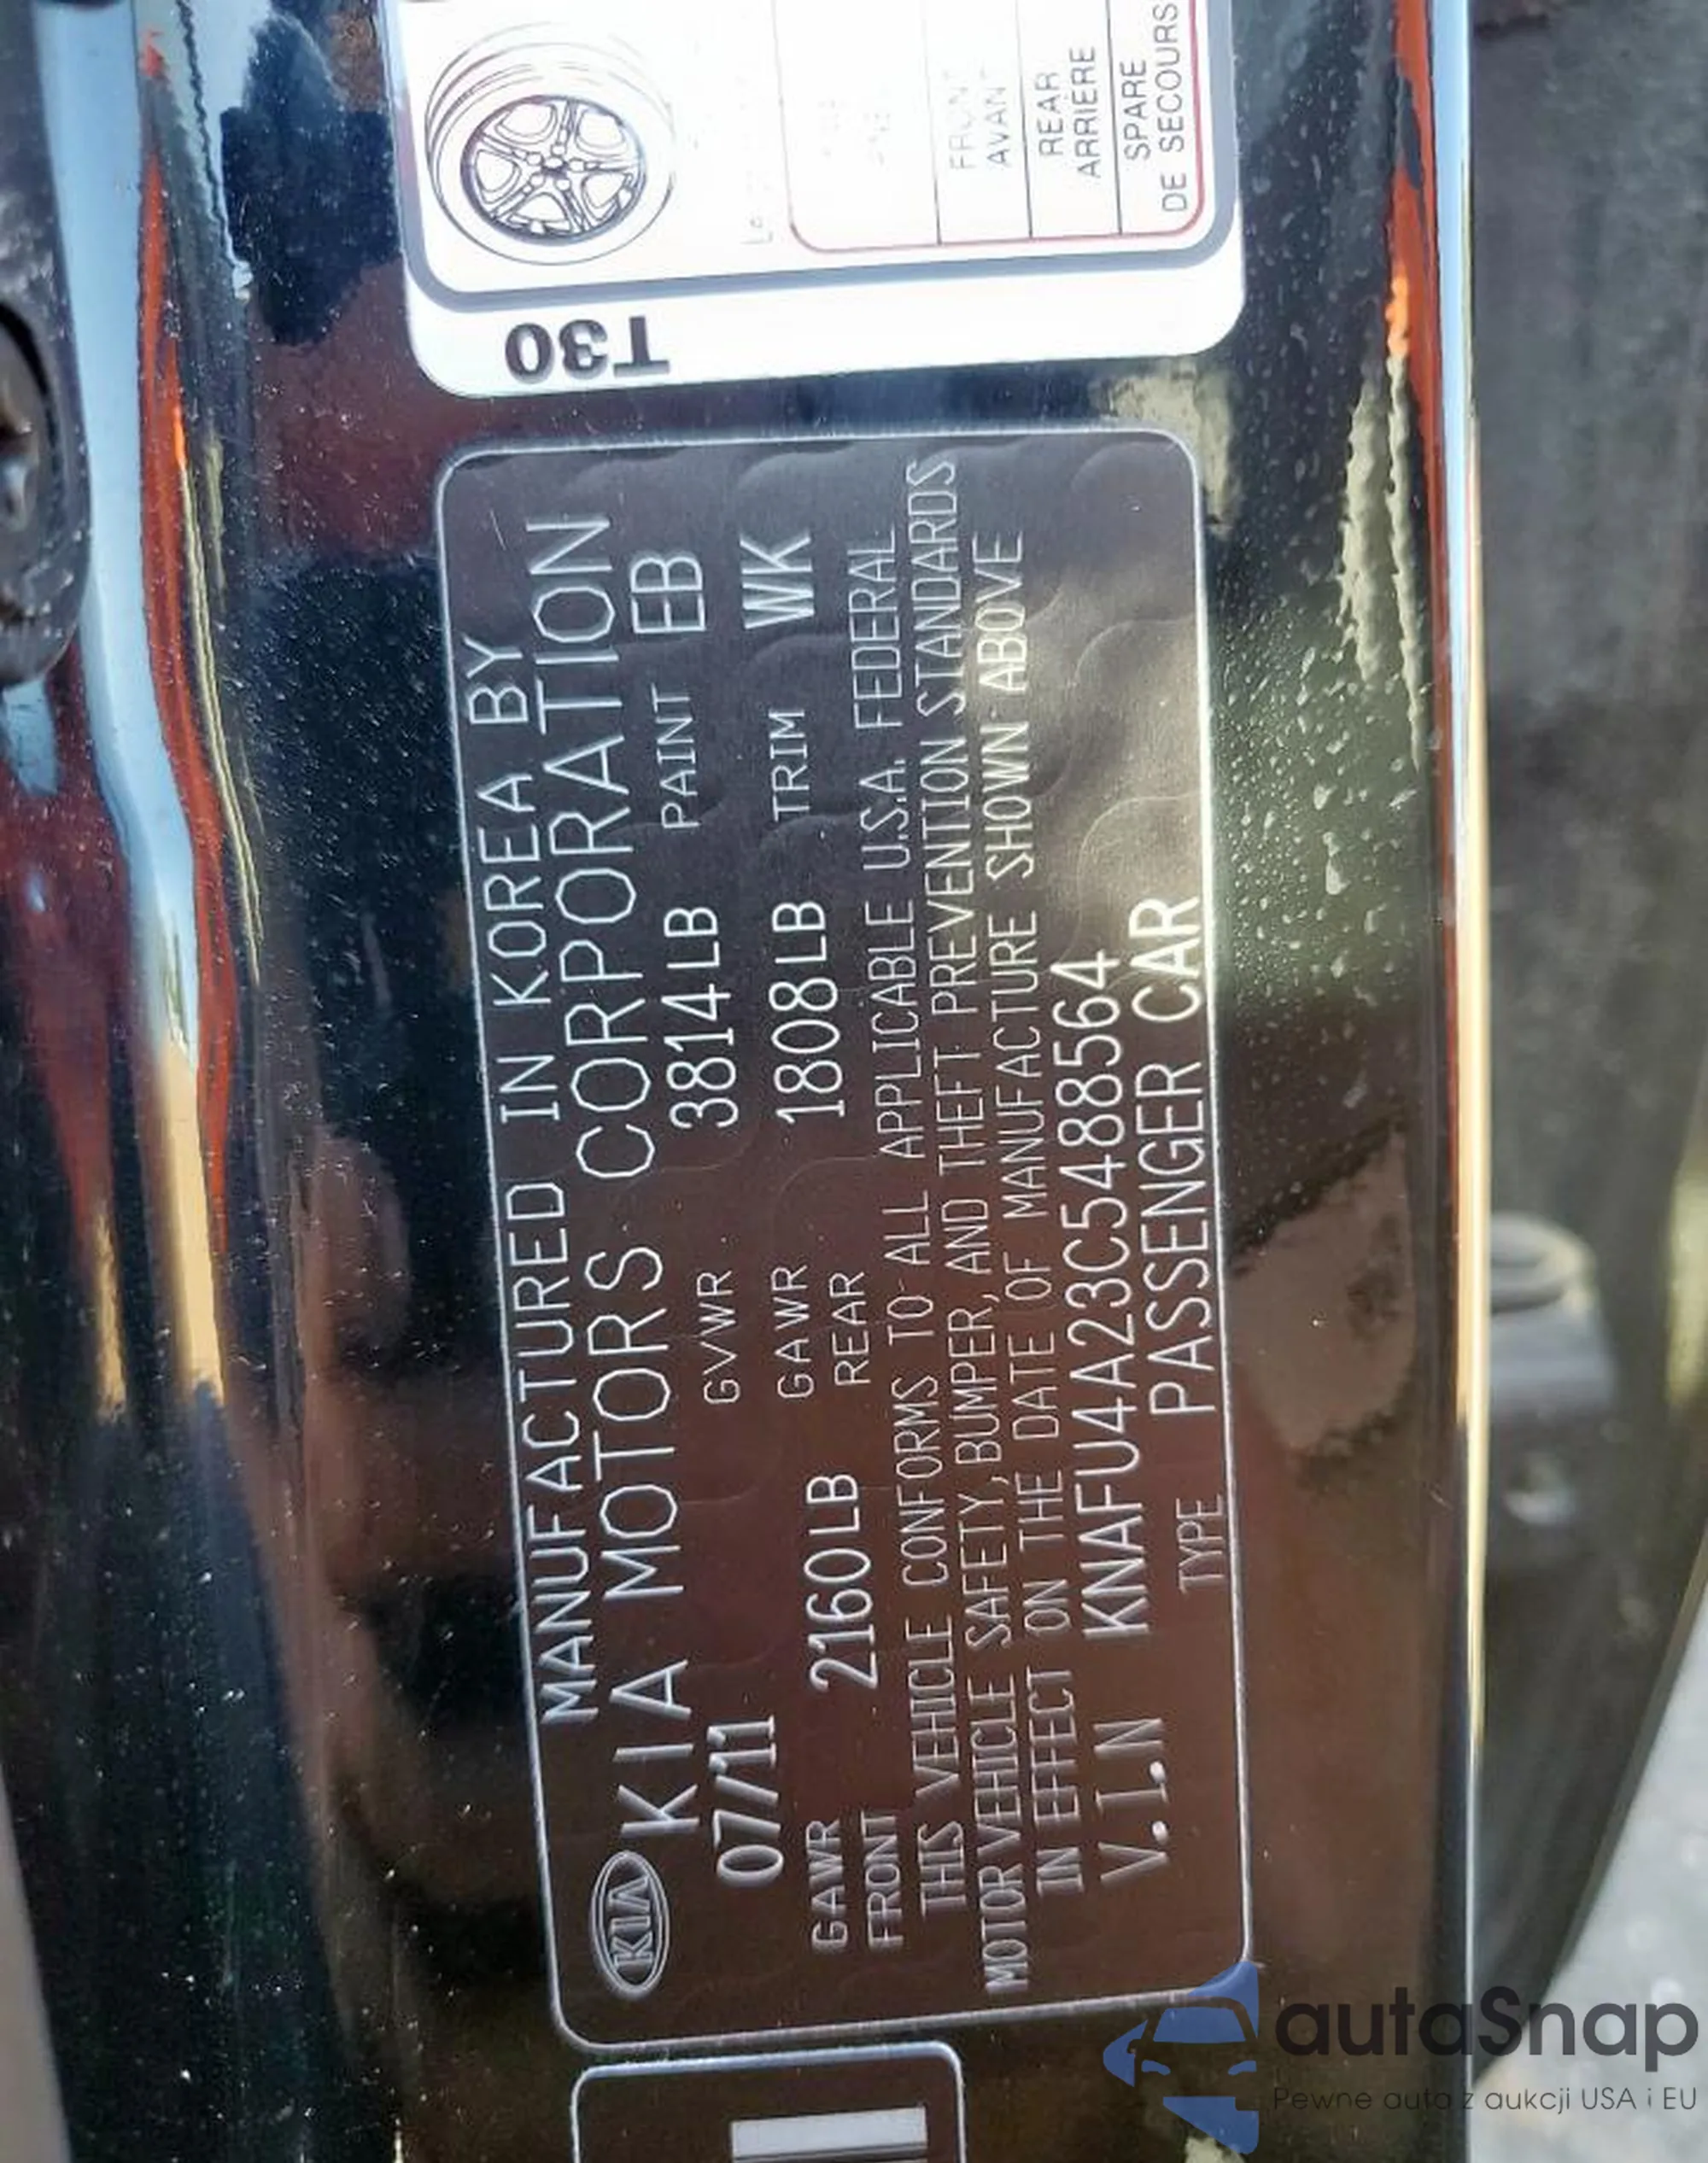 KIA
MANUFACTURED IN KOREA BY
KIA MOTORS CORPORATION
07/11 GVWR 3814LB PAINT EB
GAWR FRONT 2160LB GAWR REAR 1808LB TRIM WK
THIS VEHICLE CONFORMS TO ALL APPLICABLE U.S.A. FEDERAL
MOTOR VEHICLE SAFETY, BUMPER, AND THEFT PREVENTION STANDARDS
IN EFFECT ON THE DATE OF MANUFACTURE SHOWN ABOVE
V.I.N KNAFU4A23C5488564
TYPE PASSENGER CAR
T30
FRONT
AVANT
REAR
ARRIÈRE
SPARE
DE SECOURS
autaSnap
Pewne auta z aukcji USA i EU